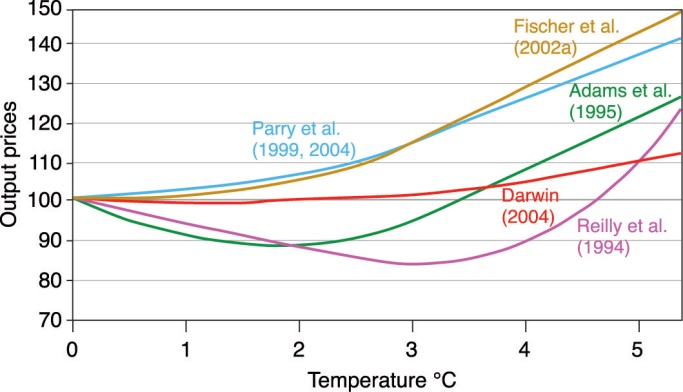 150
140
130
120
110
100
90
80
70
Output prices
Fischer et al.
(2002a)
Adams et al.
(1995)
Parry et al.
(1999, 2004)
Darwin
(2004)
Reilly et al.
(1994)
0 1 2 3 4 5
Temperature °C